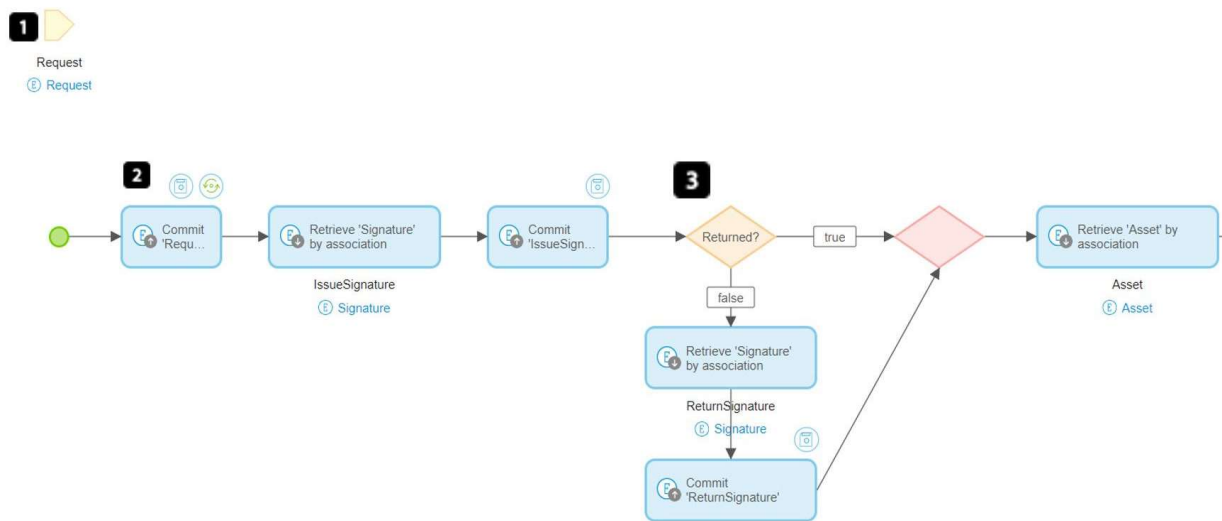 1
Request
E Request
2
3
E Commit
'Requ...
E Retrieve 'Signature'
by association
E Commit
'IssueSign...
Returned?
true
E Retrieve 'Asset' by
association
IssueSignature
E Signature
false
Asset
E Asset
E Retrieve 'Signature'
by association
ReturnSignature
E Signature
E Commit
'ReturnSignature'